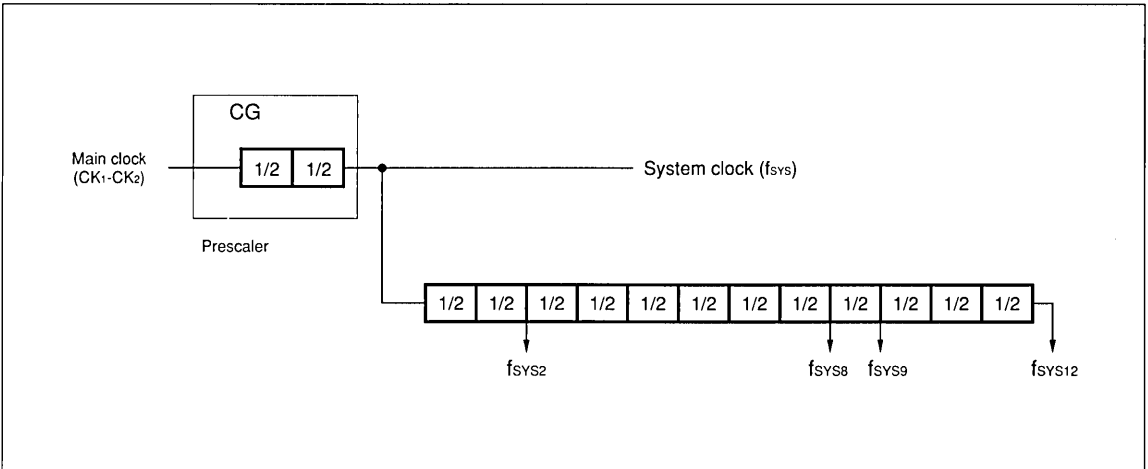 CG
Main clock
(CK1-CK2)
1/2 1/2
System clock (fSYS)
Prescaler
1/2 1/2 1/2 1/2 1/2 1/2 1/2 1/2 1/2 1/2 1/2 1/2
fSYS2 fSYS8 fSYS9 fSYS12